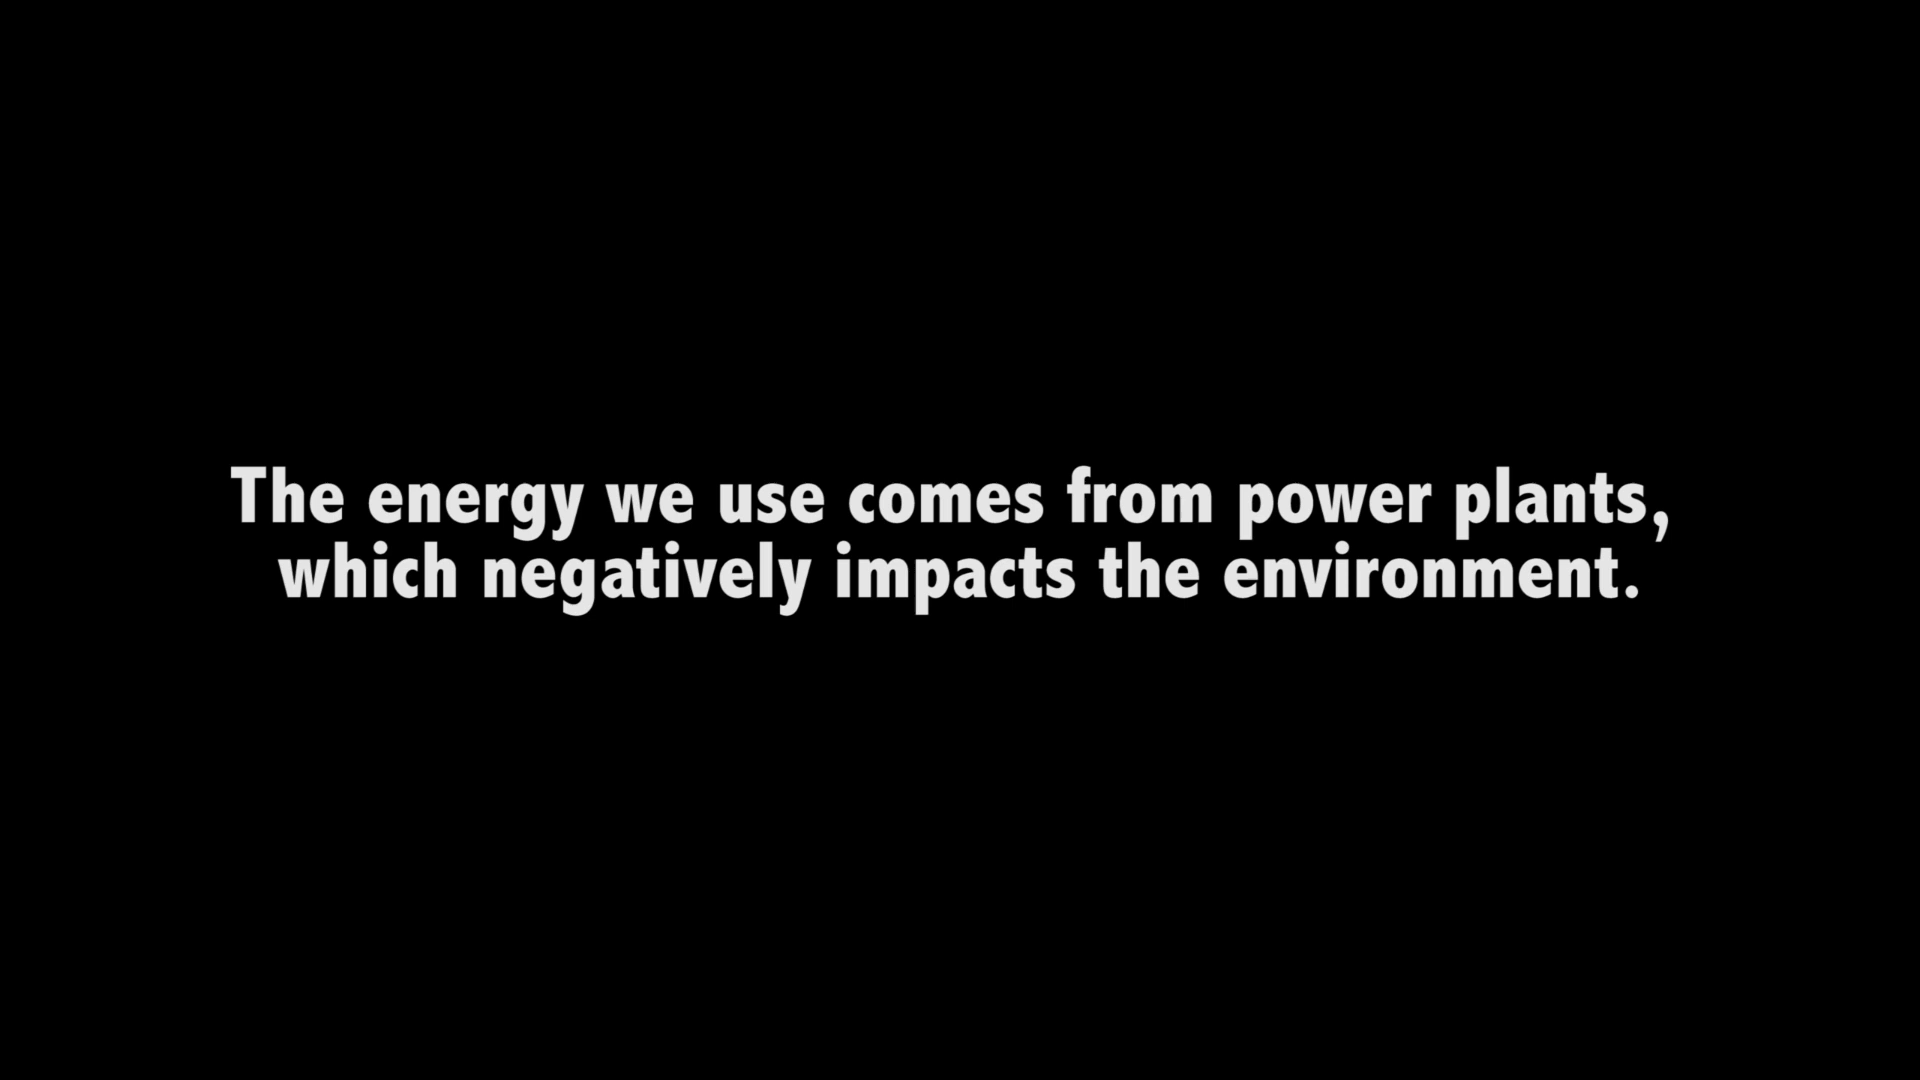 The energy we use comes from power plants,
which negatively impacts the environment.